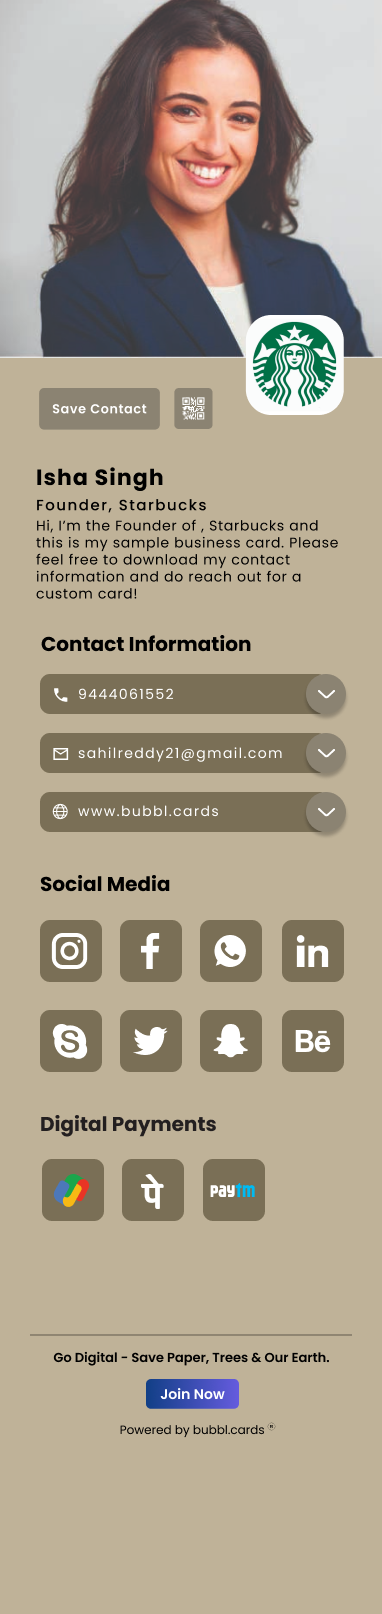 Save Contact
Isha Singh
Founder, Starbucks
Hi, I’m the Founder of , Starbucks and
this is my sample business card. Please
feel free to download my contact
information and do reach out for a
custom card!
Contact Information
9444061552
sahilreddy21@gmail.com
www.bubbl.cards
Social Media
in
Bē
Digital Payments
पे
paytm
Go Digital - Save Paper, Trees & Our Earth.
Join Now
Powered by bubbl.cards ®